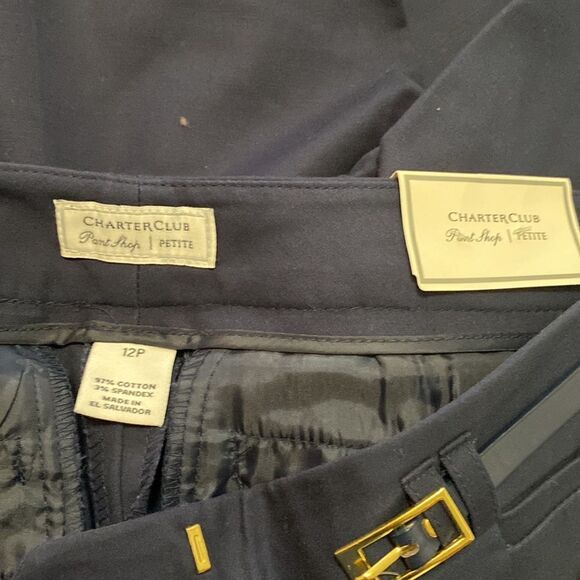 CHARTER CLUB
Pant Shop | PETITE
CHARTER CLUB
Pant Shop | PETITE
12P
97% COTTON
3% SPANDEX
MADE IN
EL SALVADOR